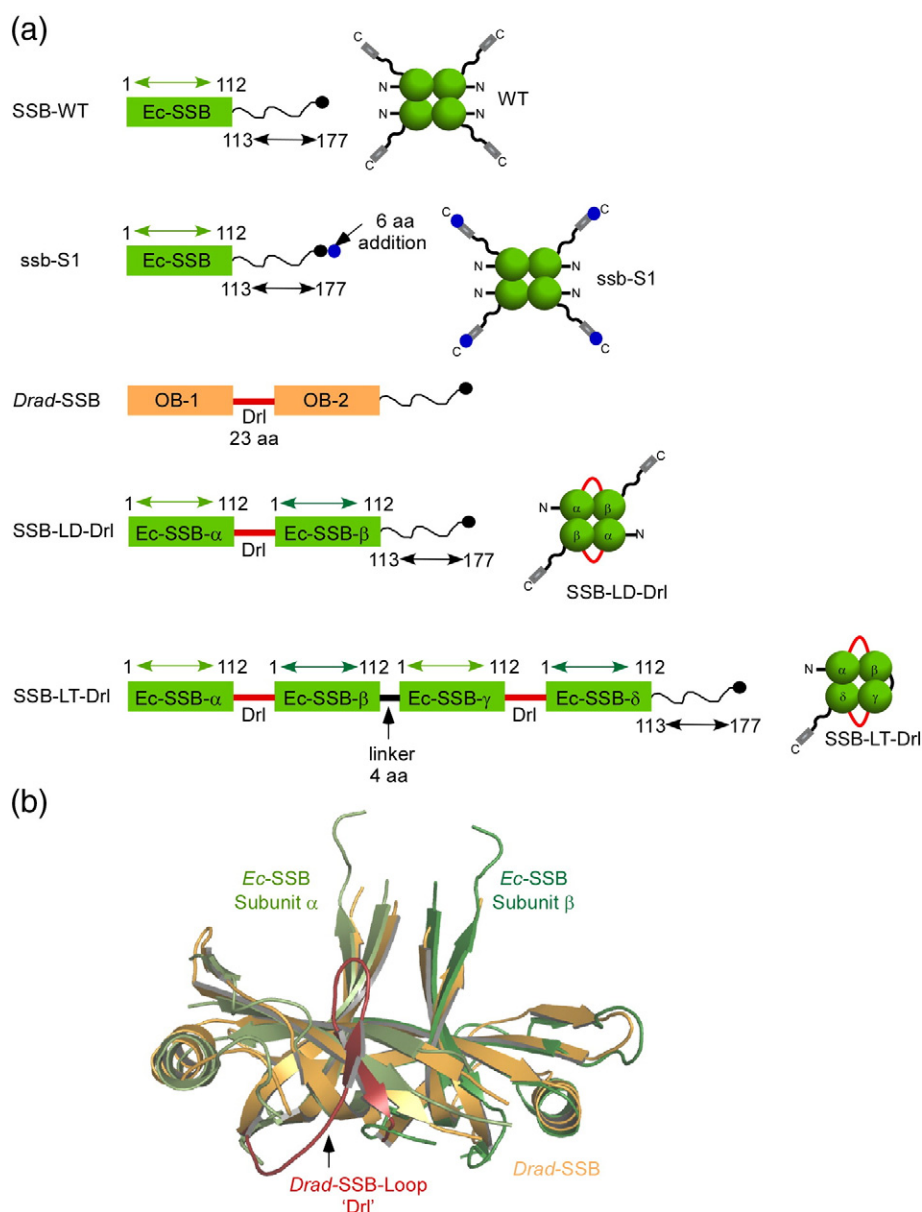 (a)
1 112
SSB-WT Ec-SSB
113 177
C C
N N
N N
WT
C C
1 112
6 aa
addition
ssb-S1 Ec-SSB
113 177
C C
N N
N N
ssb-S1
C C
Drad-SSB OB-1 OB-2
Drl
23 aa
1 112 1 112
SSB-LD-Drl Ec-SSB-α Ec-SSB-β
Drl
113 177
C
N α β
β α N
C
SSB-LD-Drl
1 112 1 112 1 112 1 112
SSB-LT-Drl Ec-SSB-α Ec-SSB-β Ec-SSB-γ Ec-SSB-δ
Drl Drl
113 177
linker
4 aa
N α β
δ γ
C
SSB-LT-Drl
(b)
Ec-SSB
Subunit α
Ec-SSB
Subunit β
Drad-SSB
Drad-SSB-Loop
'Drl'